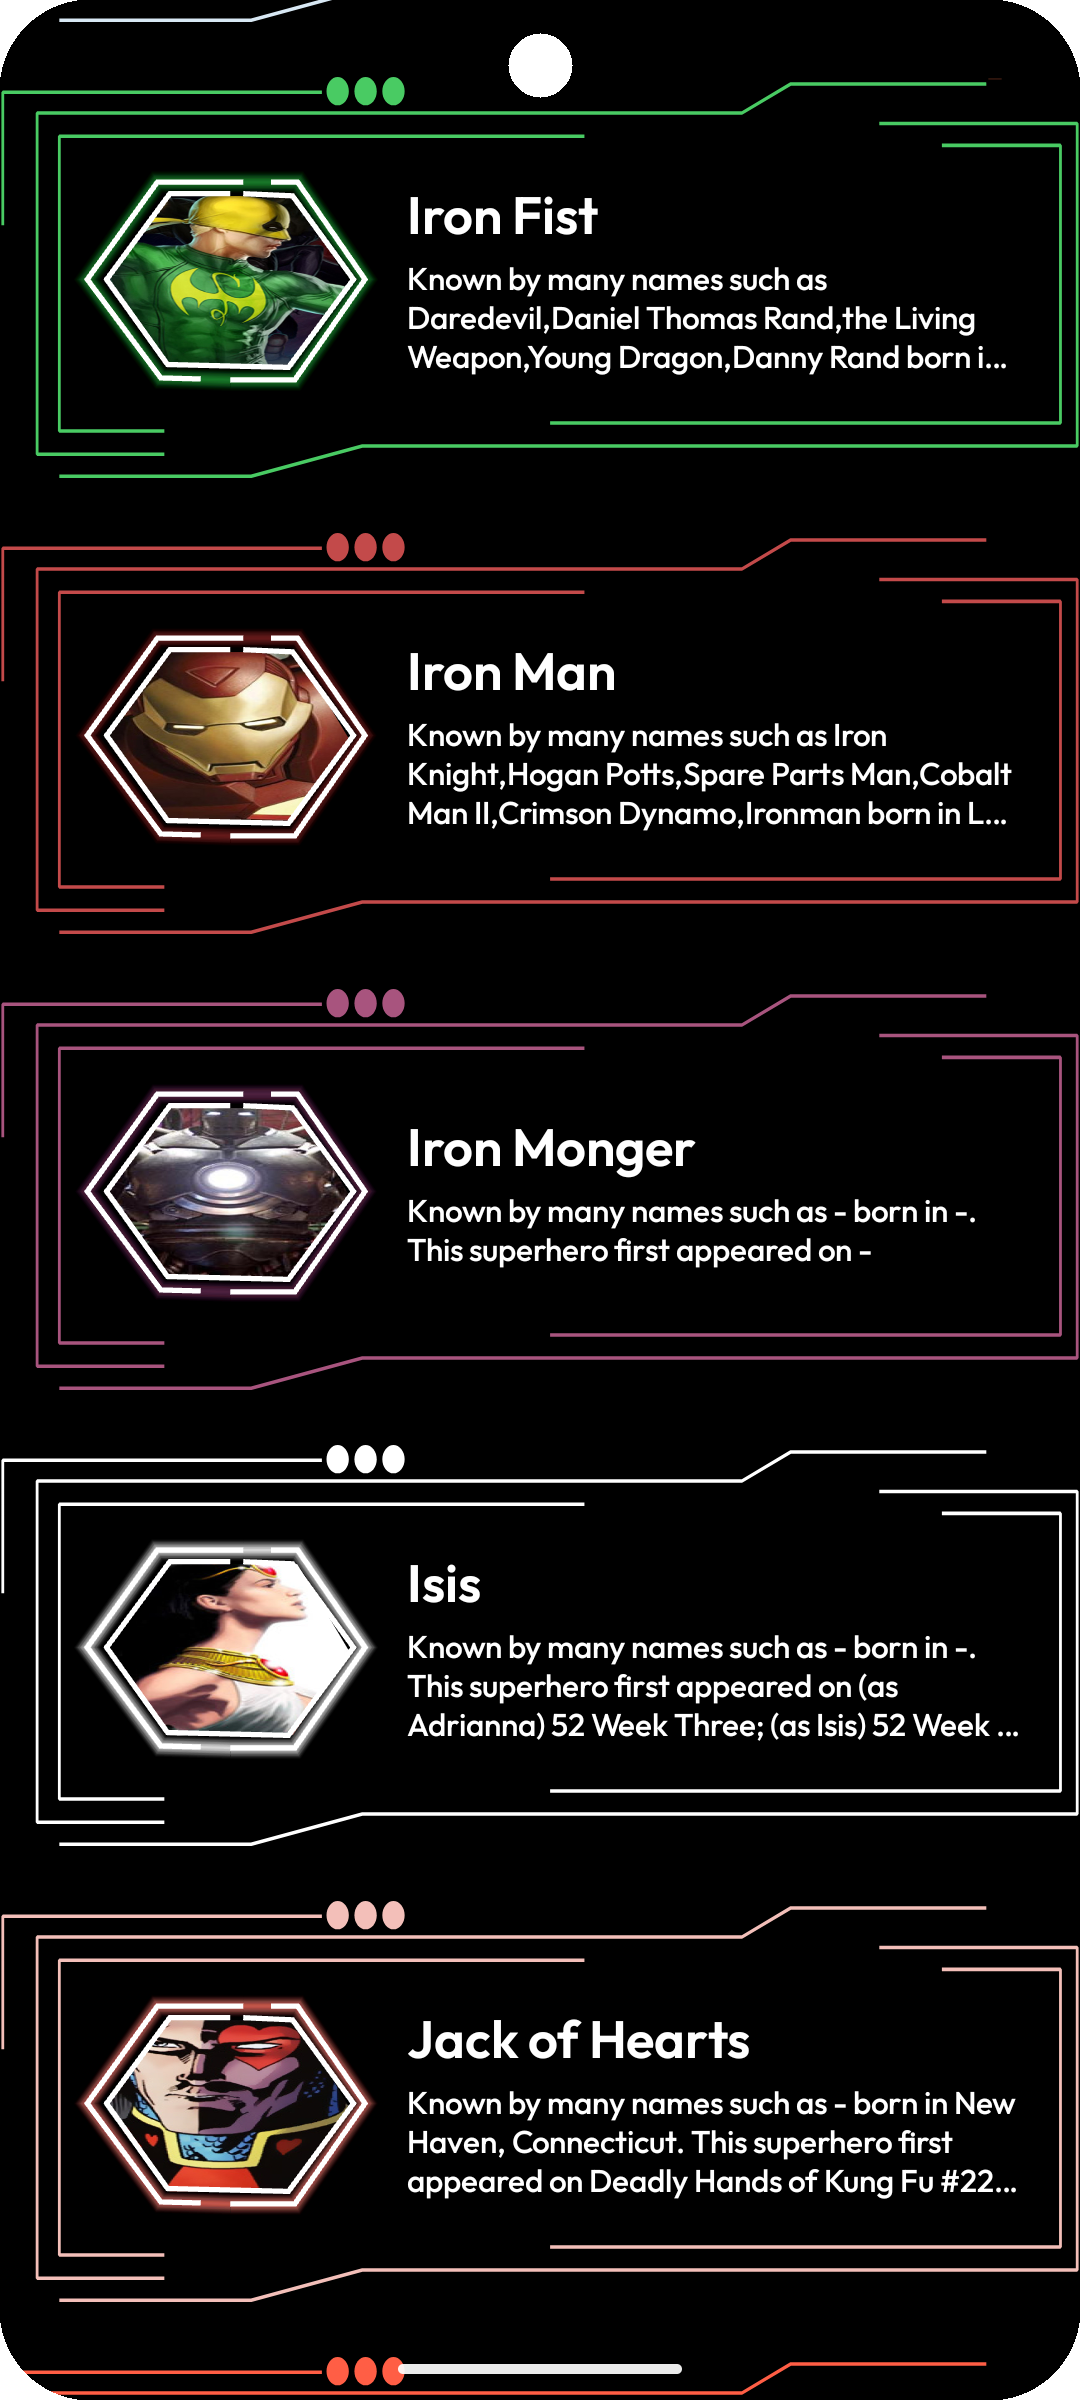 Iron Fist
Known by many names such as
Daredevil,Daniel Thomas Rand,the Living
Weapon,Young Dragon,Danny Rand born i...
Iron Man
Known by many names such as Iron
Knight,Hogan Potts,Spare Parts Man,Cobalt
Man II,Crimson Dynamo,Ironman born in L...
Iron Monger
Known by many names such as - born in -.
This superhero first appeared on -
Isis
Known by many names such as - born in -.
This superhero first appeared on (as
Adrianna) 52 Week Three; (as Isis) 52 Week ...
Jack of Hearts
Known by many names such as - born in New
Haven, Connecticut. This superhero first
appeared on Deadly Hands of Kung Fu #22...